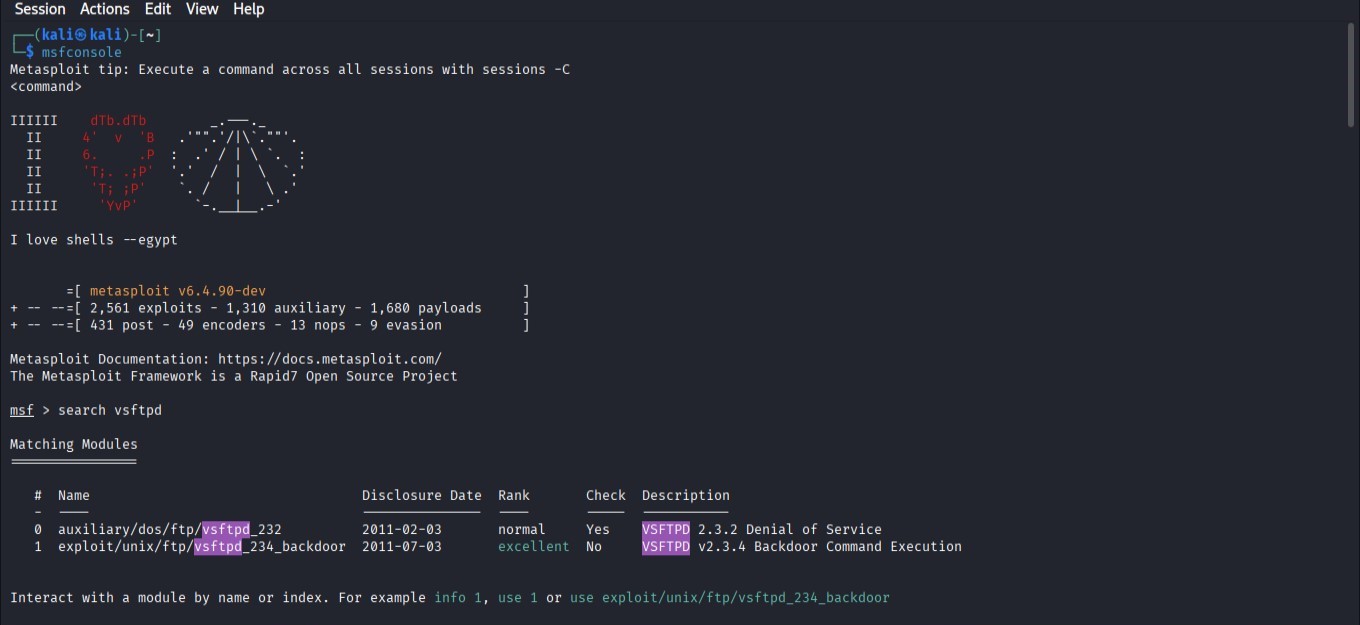 Session Actions Edit View Help
┌──(kali㉿kali)-[~]
└─$ msfconsole
Metasploit tip: Execute a command across all sessions with sessions -C
<command>
IIIIII    dTb.dTb        _.---._
  II     4'  v  'B   .'"".'/|\`.""'.
  II     6.     .P  :  .' / | \ `.  :
  II     'T;. .;P'  '.'  /  |  \  `.'
  II      'T; ;P'    `. /   |   \ .'
IIIIII     'YvP'       `-.__|__.-'
I love shells --egypt
       =[ metasploit v6.4.90-dev                                ]
+ -- --=[ 2,561 exploits - 1,310 auxiliary - 1,680 payloads     ]
+ -- --=[ 431 post - 49 encoders - 13 nops - 9 evasion          ]
Metasploit Documentation: https://docs.metasploit.com/
The Metasploit Framework is a Rapid7 Open Source Project
msf > search vsftpd
Matching Modules
================
   #  Name                                  Disclosure Date  Rank       Check  Description
   -  ----                                  ---------------  ----       -----  -----------
   0  auxiliary/dos/ftp/vsftpd_232          2011-02-03       normal     Yes    VSFTPD 2.3.2 Denial of Service
   1  exploit/unix/ftp/vsftpd_234_backdoor  2011-07-03       excellent  No     VSFTPD v2.3.4 Backdoor Command Execution
Interact with a module by name or index. For example info 1, use 1 or use exploit/unix/ftp/vsftpd_234_backdoor